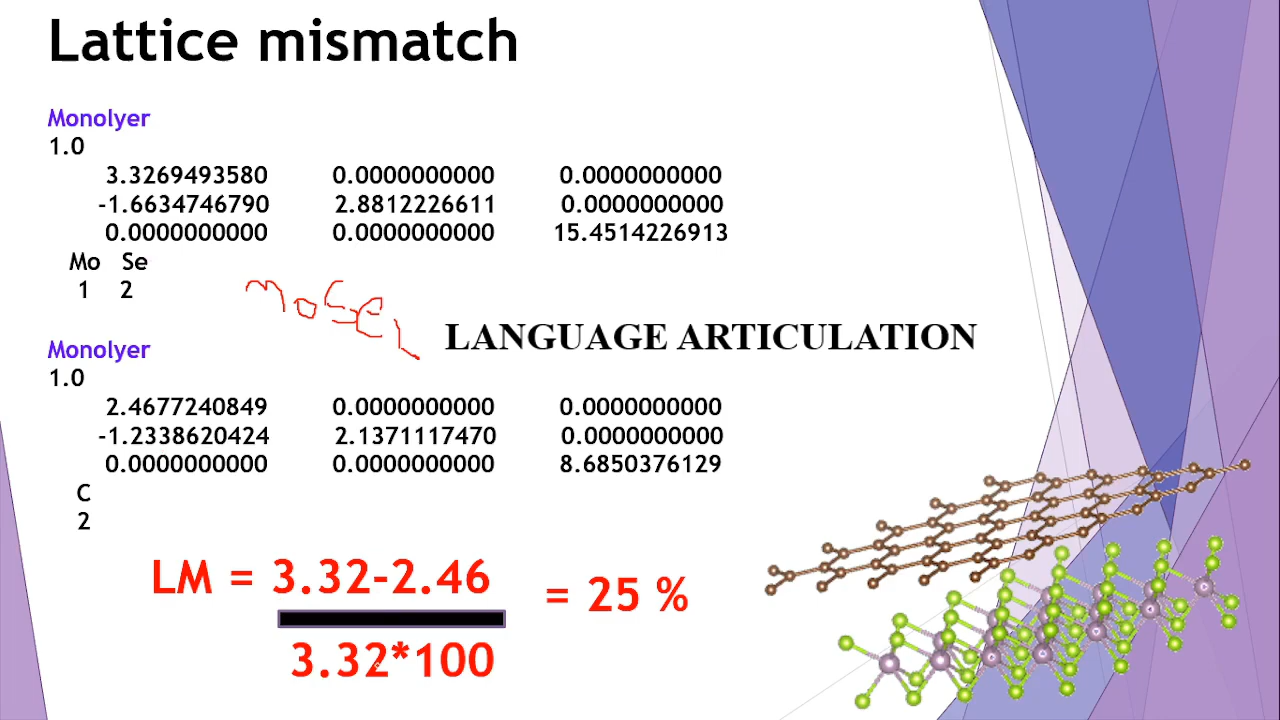 Lattice mismatch
Monolyer
1.0
3.3269493580 0.0000000000 0.0000000000
-1.6634746790 2.8812226611 0.0000000000
0.0000000000 0.0000000000 15.4514226913
Mo Se
1 2
MoSe
LANGUAGE ARTICULATION
Monolyer
1.0
2.4677240849 0.0000000000 0.0000000000
-1.2338620424 2.1371117470 0.0000000000
0.0000000000 0.0000000000 8.6850376129
C
2
LM = 3.32-2.46 = 25 %
3.32*100